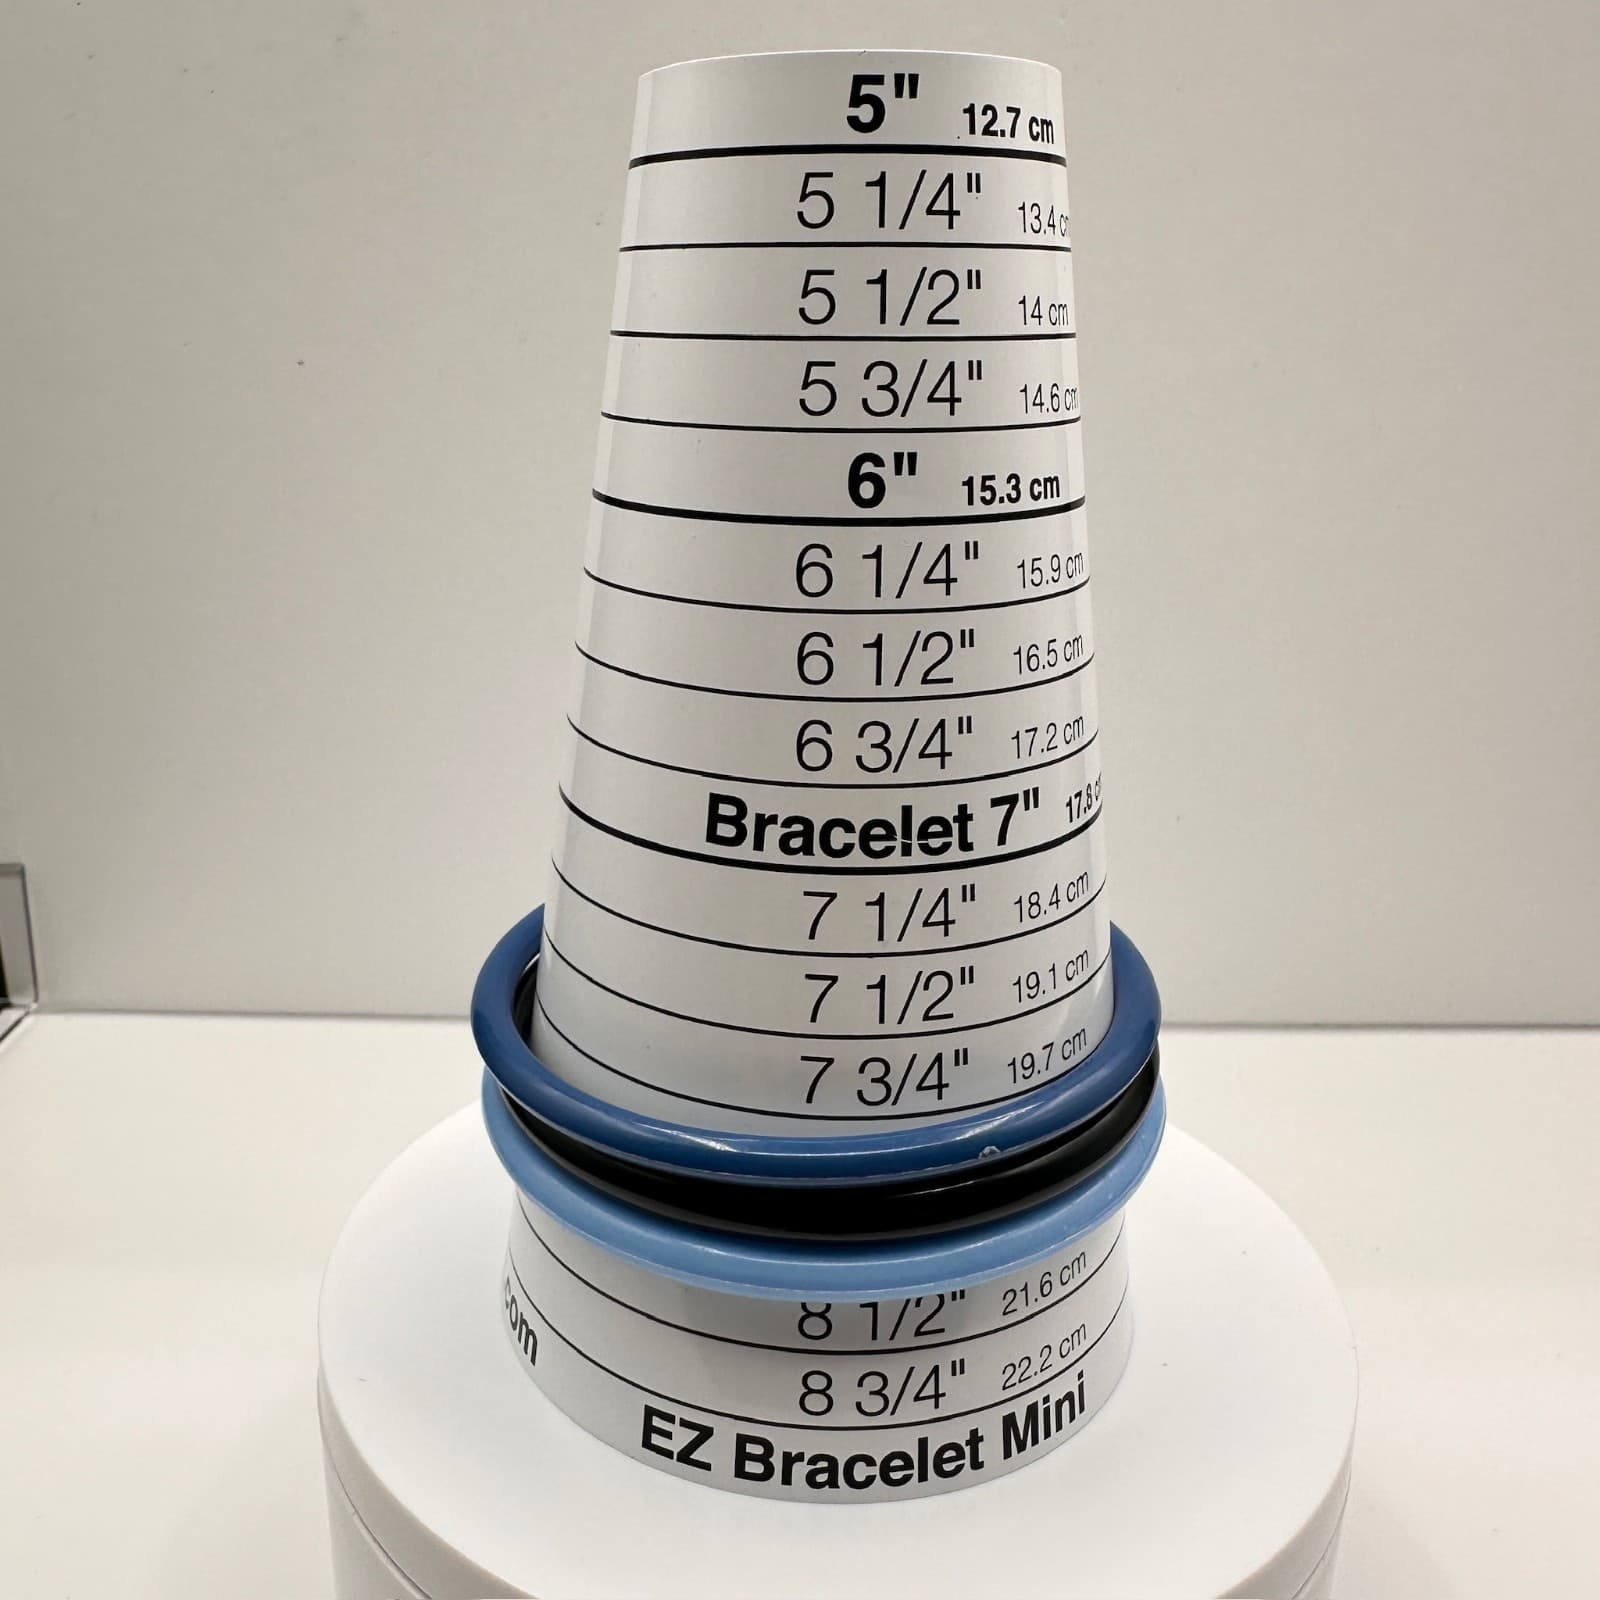 5" 12.7 cm
5 1/4" 13.4 c
5 1/2" 14 cm
5 3/4" 14.6 cm
6" 15.3 cm
6 1/4" 15.9 cm
6 1/2" 16.5 cm
6 3/4" 17.2 cm
Bracelet 7" 17.8 c
7 1/4" 18.4 cm
7 1/2" 19.1 cm
7 3/4" 19.7 cm
8 1/2" 21.6 cm
8 3/4" 22.2 cm
com
EZ Bracelet Mini